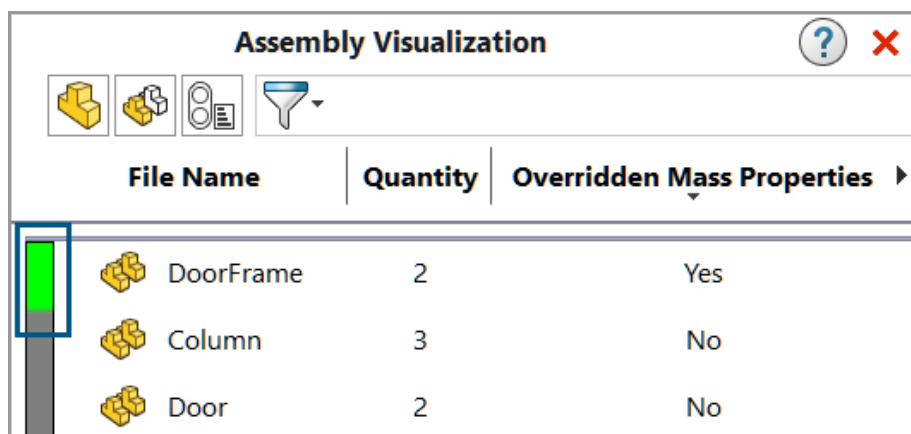 Assembly Visualization ?
File Name Quantity Overridden Mass Properties
DoorFrame 2 Yes
Column 3 No
Door 2 No